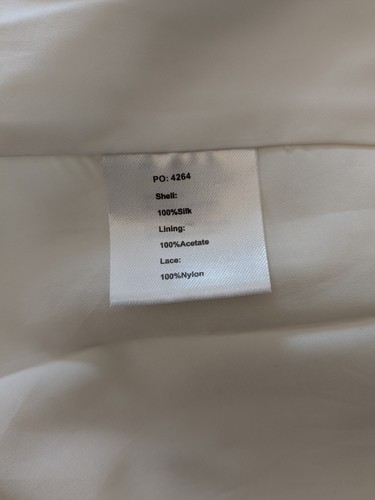 PO: 4264
Shell:
100%Silk
Lining:
100%Acetate
Lace:
100%Nylon